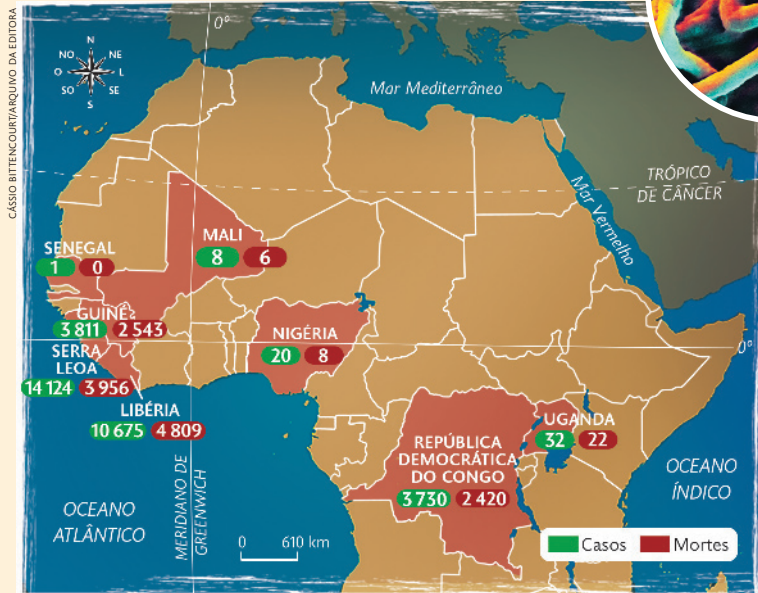 CÁSSIO BITTENCOURT/ARQUIVO DA EDITORA
0°
N
NO NE
O L
SO SE
S
Mar Mediterrâneo
TRÓPICO
DE CÂNCER
Mar Vermelho
SENEGAL
1 0
MALI
8 6
GUINÉ
3 811 2 543
NIGÉRIA
20 8
0°
SERRA
LEOA
14 124 3 956
LIBÉRIA
10 675 4 809
UGANDA
32 22
REPÚBLICA
DEMOCRÁTICA
DO CONGO
3 730 2 420
OCEANO
ÍNDICO
OCEANO
ATLÂNTICO
MERIDIANO DE
GREENWICH
0 610 km
Casos Mortes